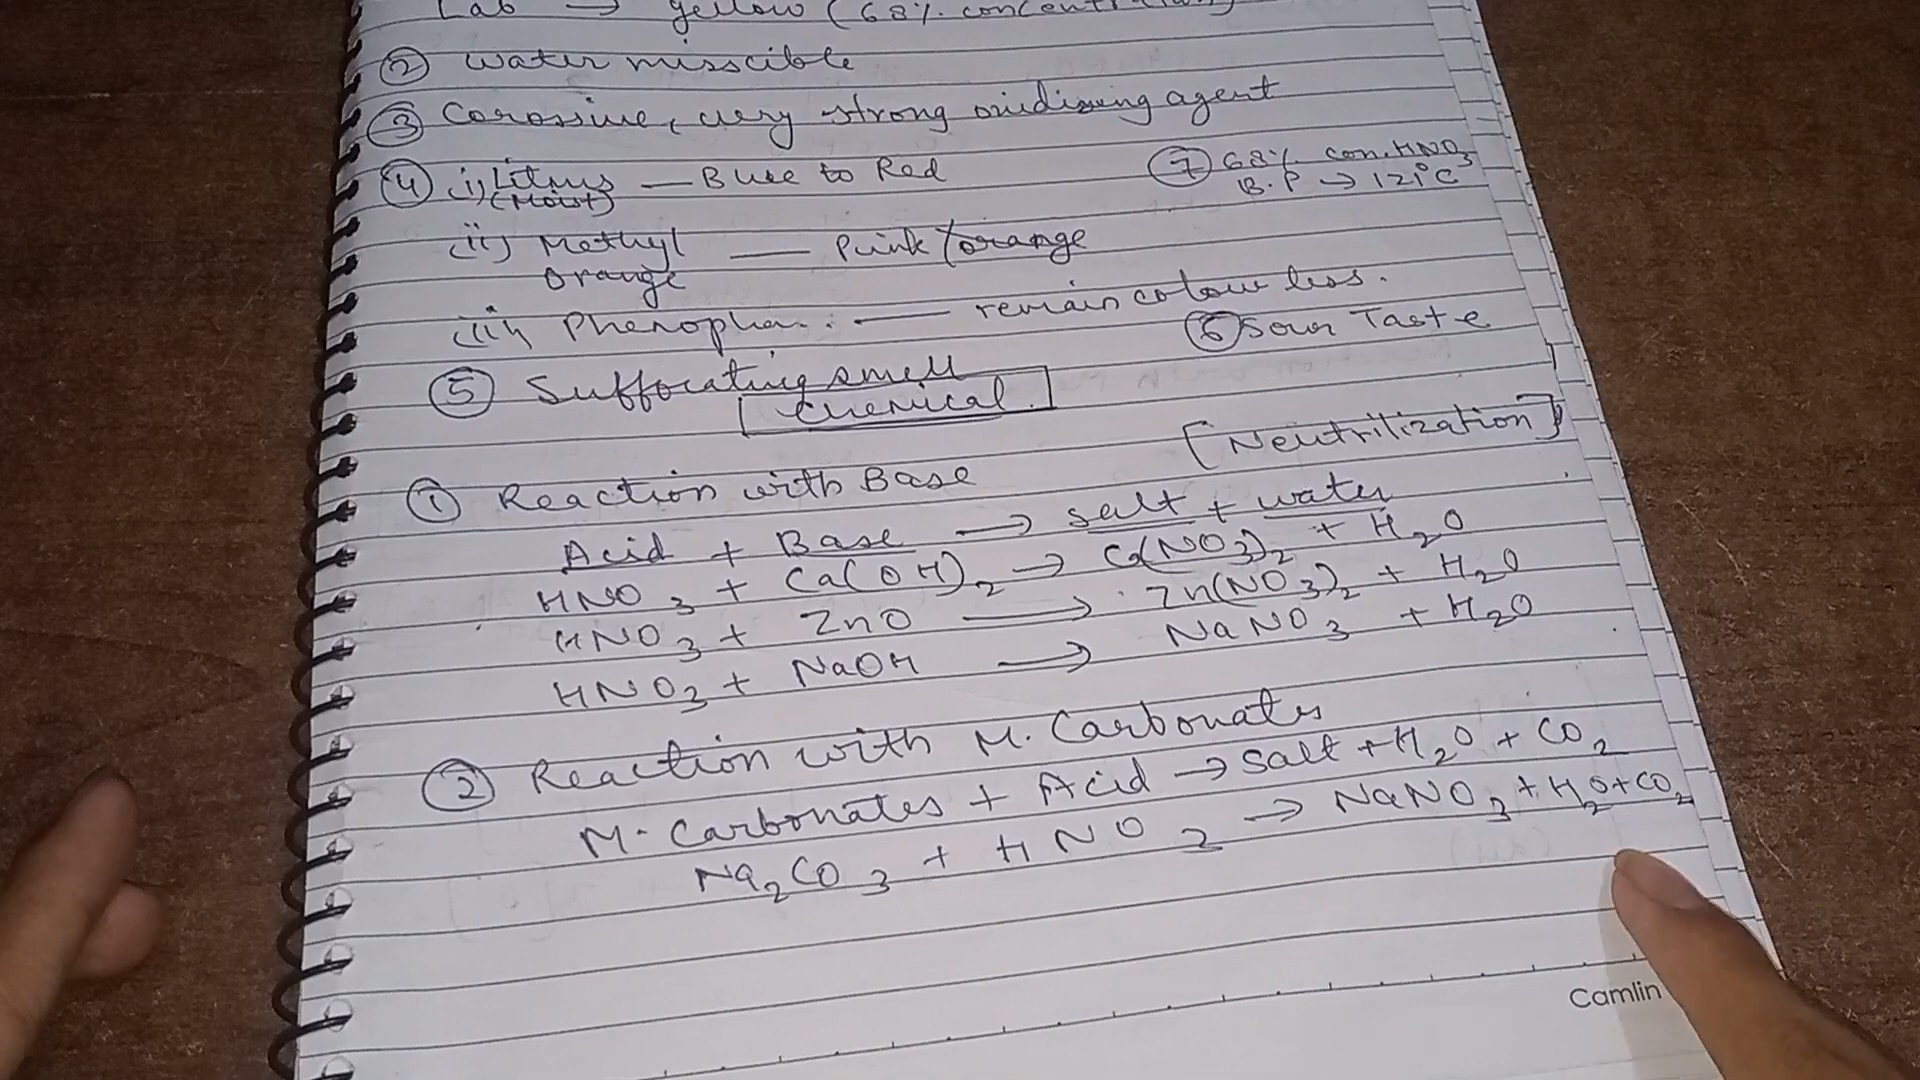 Lab → yellow (68% concentration)
② Water misscible
③ Corossive, very strong oxidising agent
④ (i) Litmus — Blue to Red
(Moist)
⑦ 68% con. HNO3
B.P → 121°C
(ii) Methyl — Pink/orange
orange
(iii) Phenopha... — remain colour less.
⑤ Suffocating smell
⑥ Sour Taste
[Chemical.]
① Reaction with Base [Neutrilization]
Acid + Base → salt + water
HNO3 + Ca(OH)2 → Ca(NO3)2 + H2O
HNO3 + ZnO → Zn(NO3)2 + H2O
HNO3 + NaOH → NaNO3 + H2O
② Reaction with M. Carbonates
M. Carbonates + Acid → Salt + H2O + CO2
Na2CO3 + HNO2 → NaNO3 + H2O + CO2
Camlin